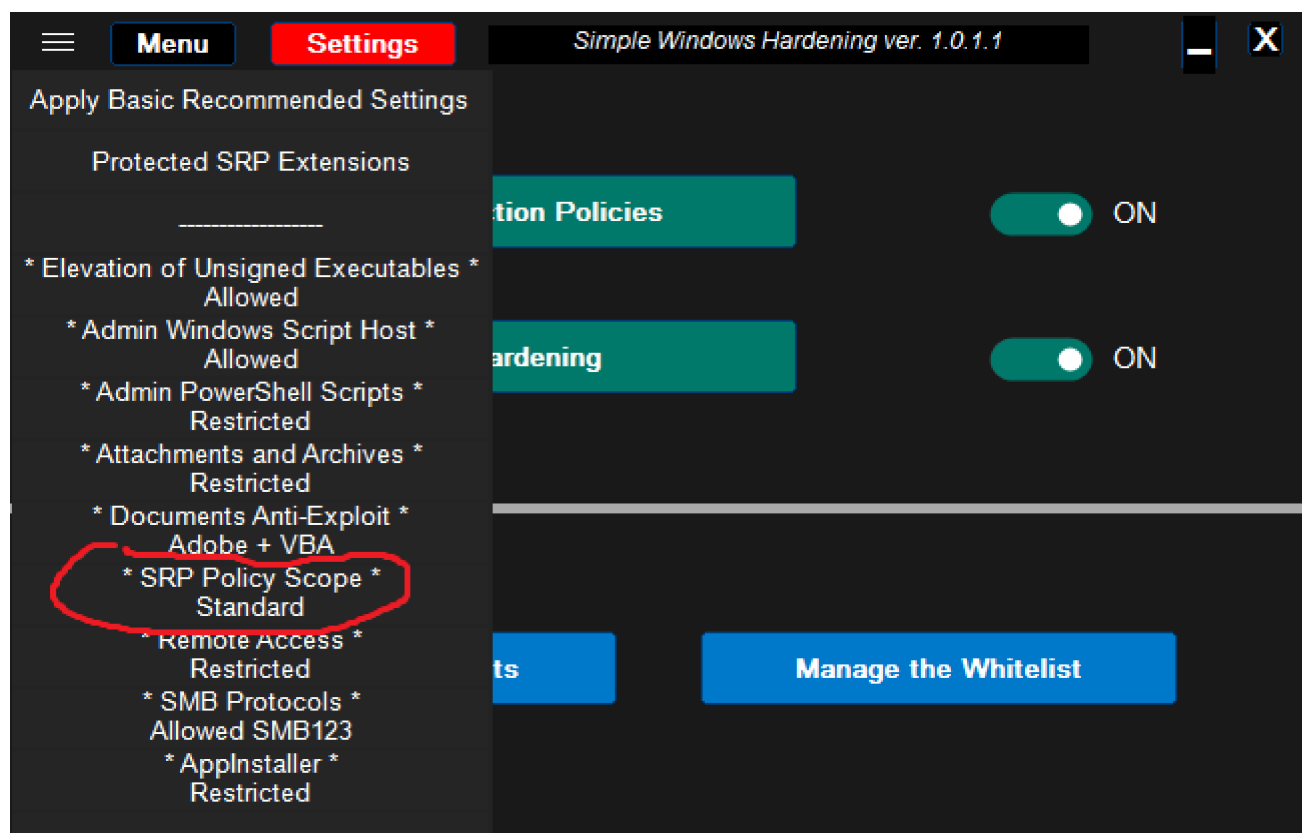 Menu
Settings
Simple Windows Hardening ver. 1.0.1.1
X
Apply Basic Recommended Settings
Protected SRP Extensions
------------------
tion Policies
ON
* Elevation of Unsigned Executables *
Allowed
* Admin Windows Script Host *
Allowed
ardening
ON
* Admin PowerShell Scripts *
Restricted
* Attachments and Archives *
Restricted
* Documents Anti-Exploit *
Adobe + VBA
* SRP Policy Scope *
Standard
* Remote Access *
Restricted
ts
Manage the Whitelist
* SMB Protocols *
Allowed SMB123
* AppInstaller *
Restricted